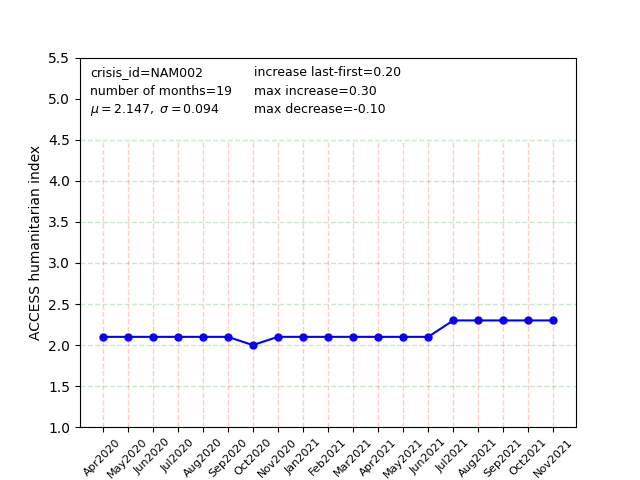 crisis_id=NAM002
number of months=19
μ = 2.147, σ = 0.094
increase last-first=0.20
max increase=0.30
max decrease=-0.10
ACCESS humanitarian index
5.5
5.0
4.5
4.0
3.5
3.0
2.5
2.0
1.5
1.0
Apr2020
May2020
Jun2020
Jul2020
Aug2020
Sep2020
Oct2020
Nov2020
Jan2021
Feb2021
Mar2021
Apr2021
May2021
Jun2021
Jul2021
Aug2021
Sep2021
Oct2021
Nov2021